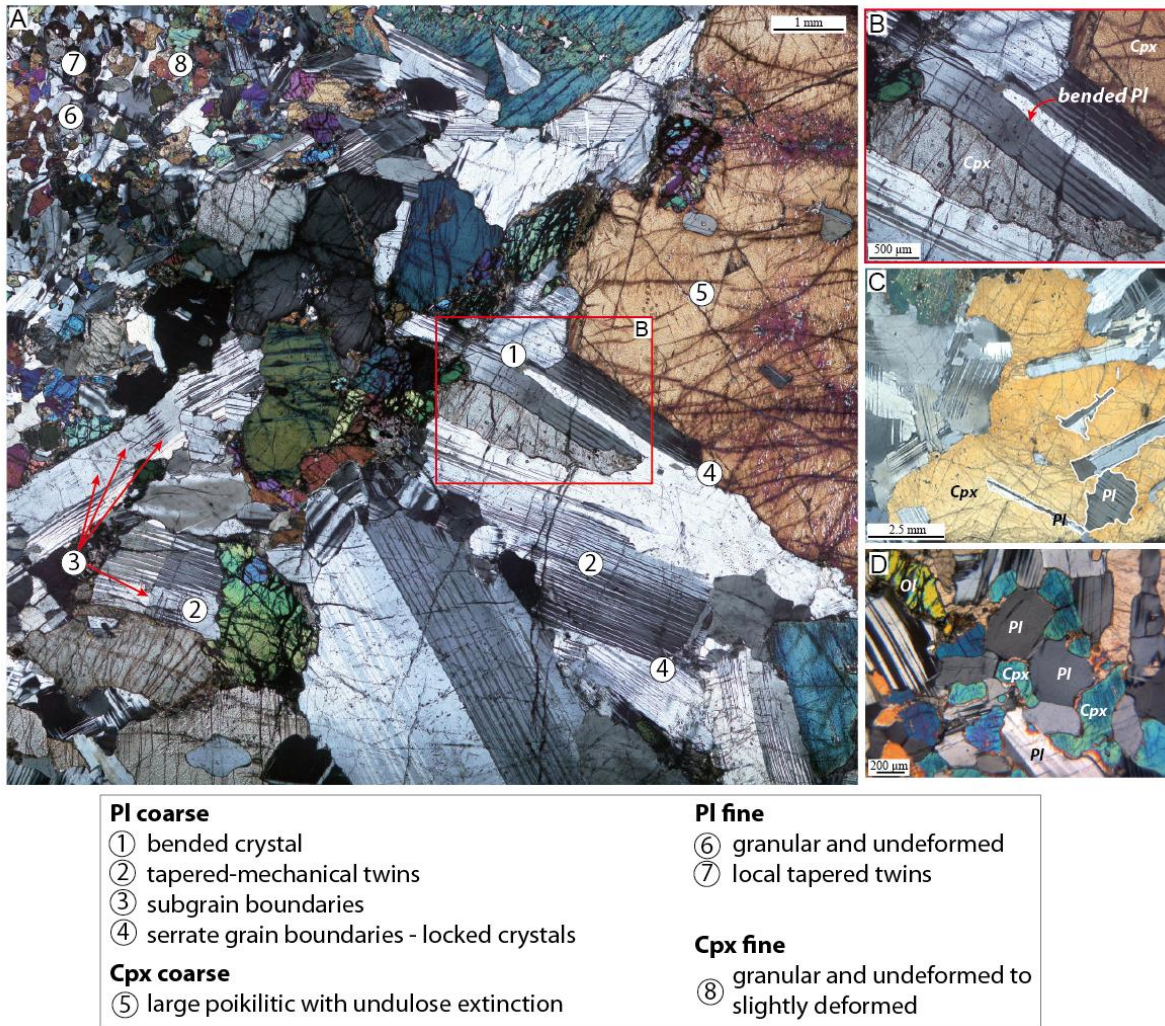 A
1 mm
7
8
6
5
B
1
4
3
2
2
4
B
Cpx
bended Pl
Cpx
500 µm
C
Cpx
Pl
Pl
2.5 mm
D
Ol
Pl
Cpx
Pl
Cpx
Pl
200 µm
Pl coarse
1 bended crystal
2 tapered-mechanical twins
3 subgrain boundaries
4 serrate grain boundaries - locked crystals
Cpx coarse
5 large poikilitic with undulose extinction
Pl fine
6 granular and undeformed
7 local tapered twins
Cpx fine
8 granular and undeformed to
slightly deformed